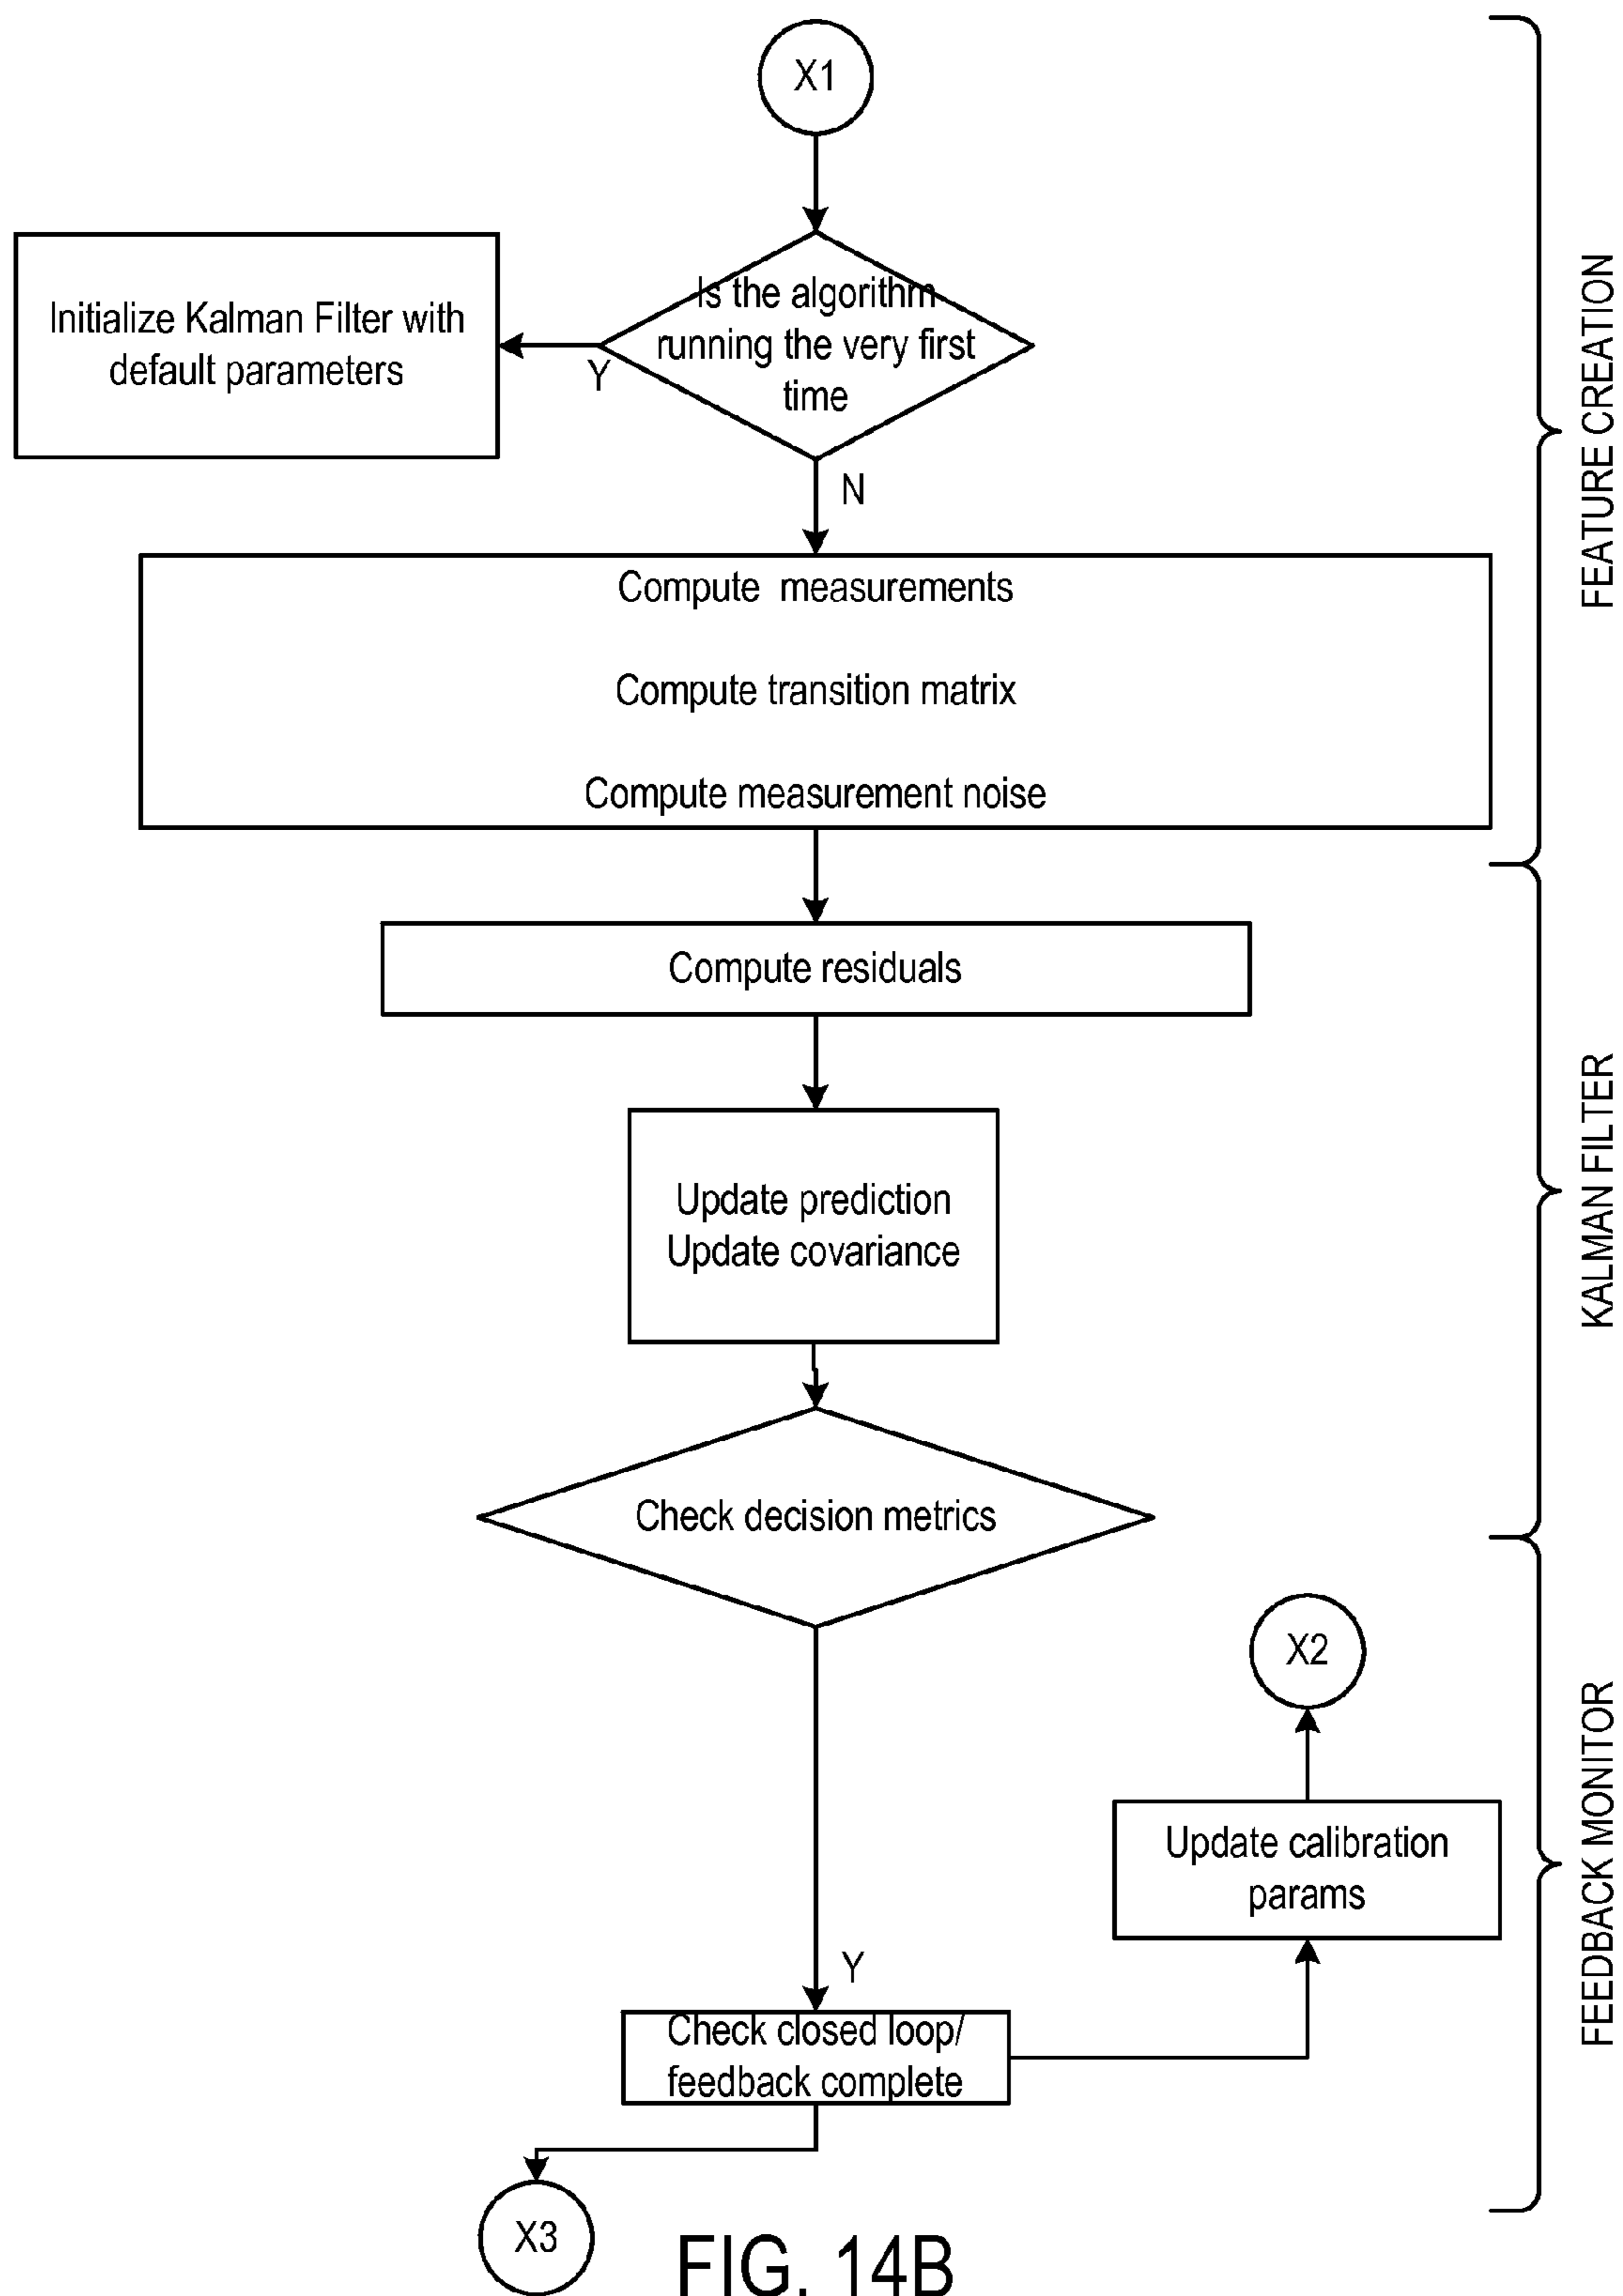 X1
Is the algorithm
running the very first
time
Initialize Kalman Filter with
default parameters
Y
N
Compute measurements
Compute transition matrix
Compute measurement noise
FEATURE CREATION
Compute residuals
Update prediction
Update covariance
Check decision metrics
KALMAN FILTER
X2
Update calibration
params
Y
Check closed loop/
feedback complete
FEEDBACK MONITOR
X3
FIG. 14B